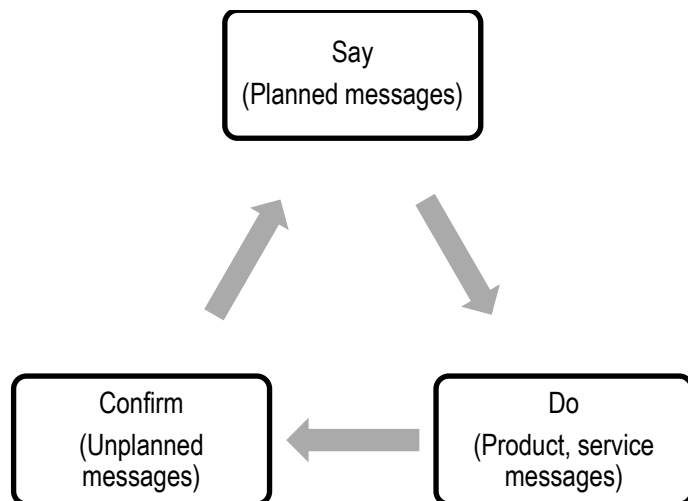 Say
(Planned messages)
Confirm
(Unplanned
messages)
Do
(Product, service
messages)